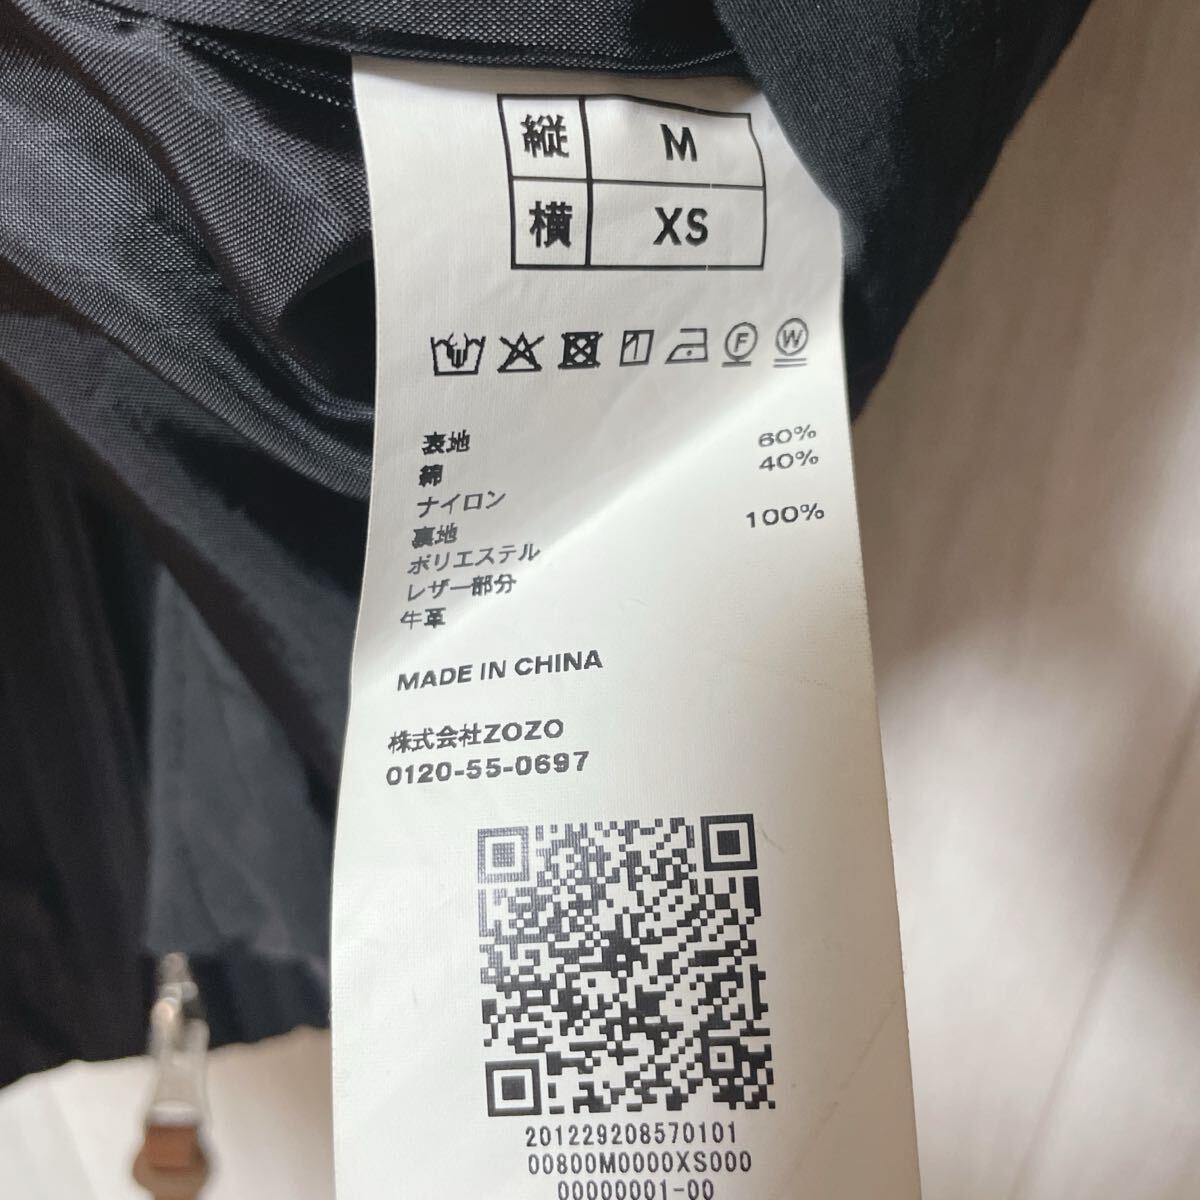 縦 M
横 XS
F W
表地
綿 60%
ナイロン 40%
裏地
ポリエステル 100%
レザー部分
牛革
MADE IN CHINA
株式会社ZOZO
0120-55-0697
201229208570101
00800M0000XS000
00000001-00